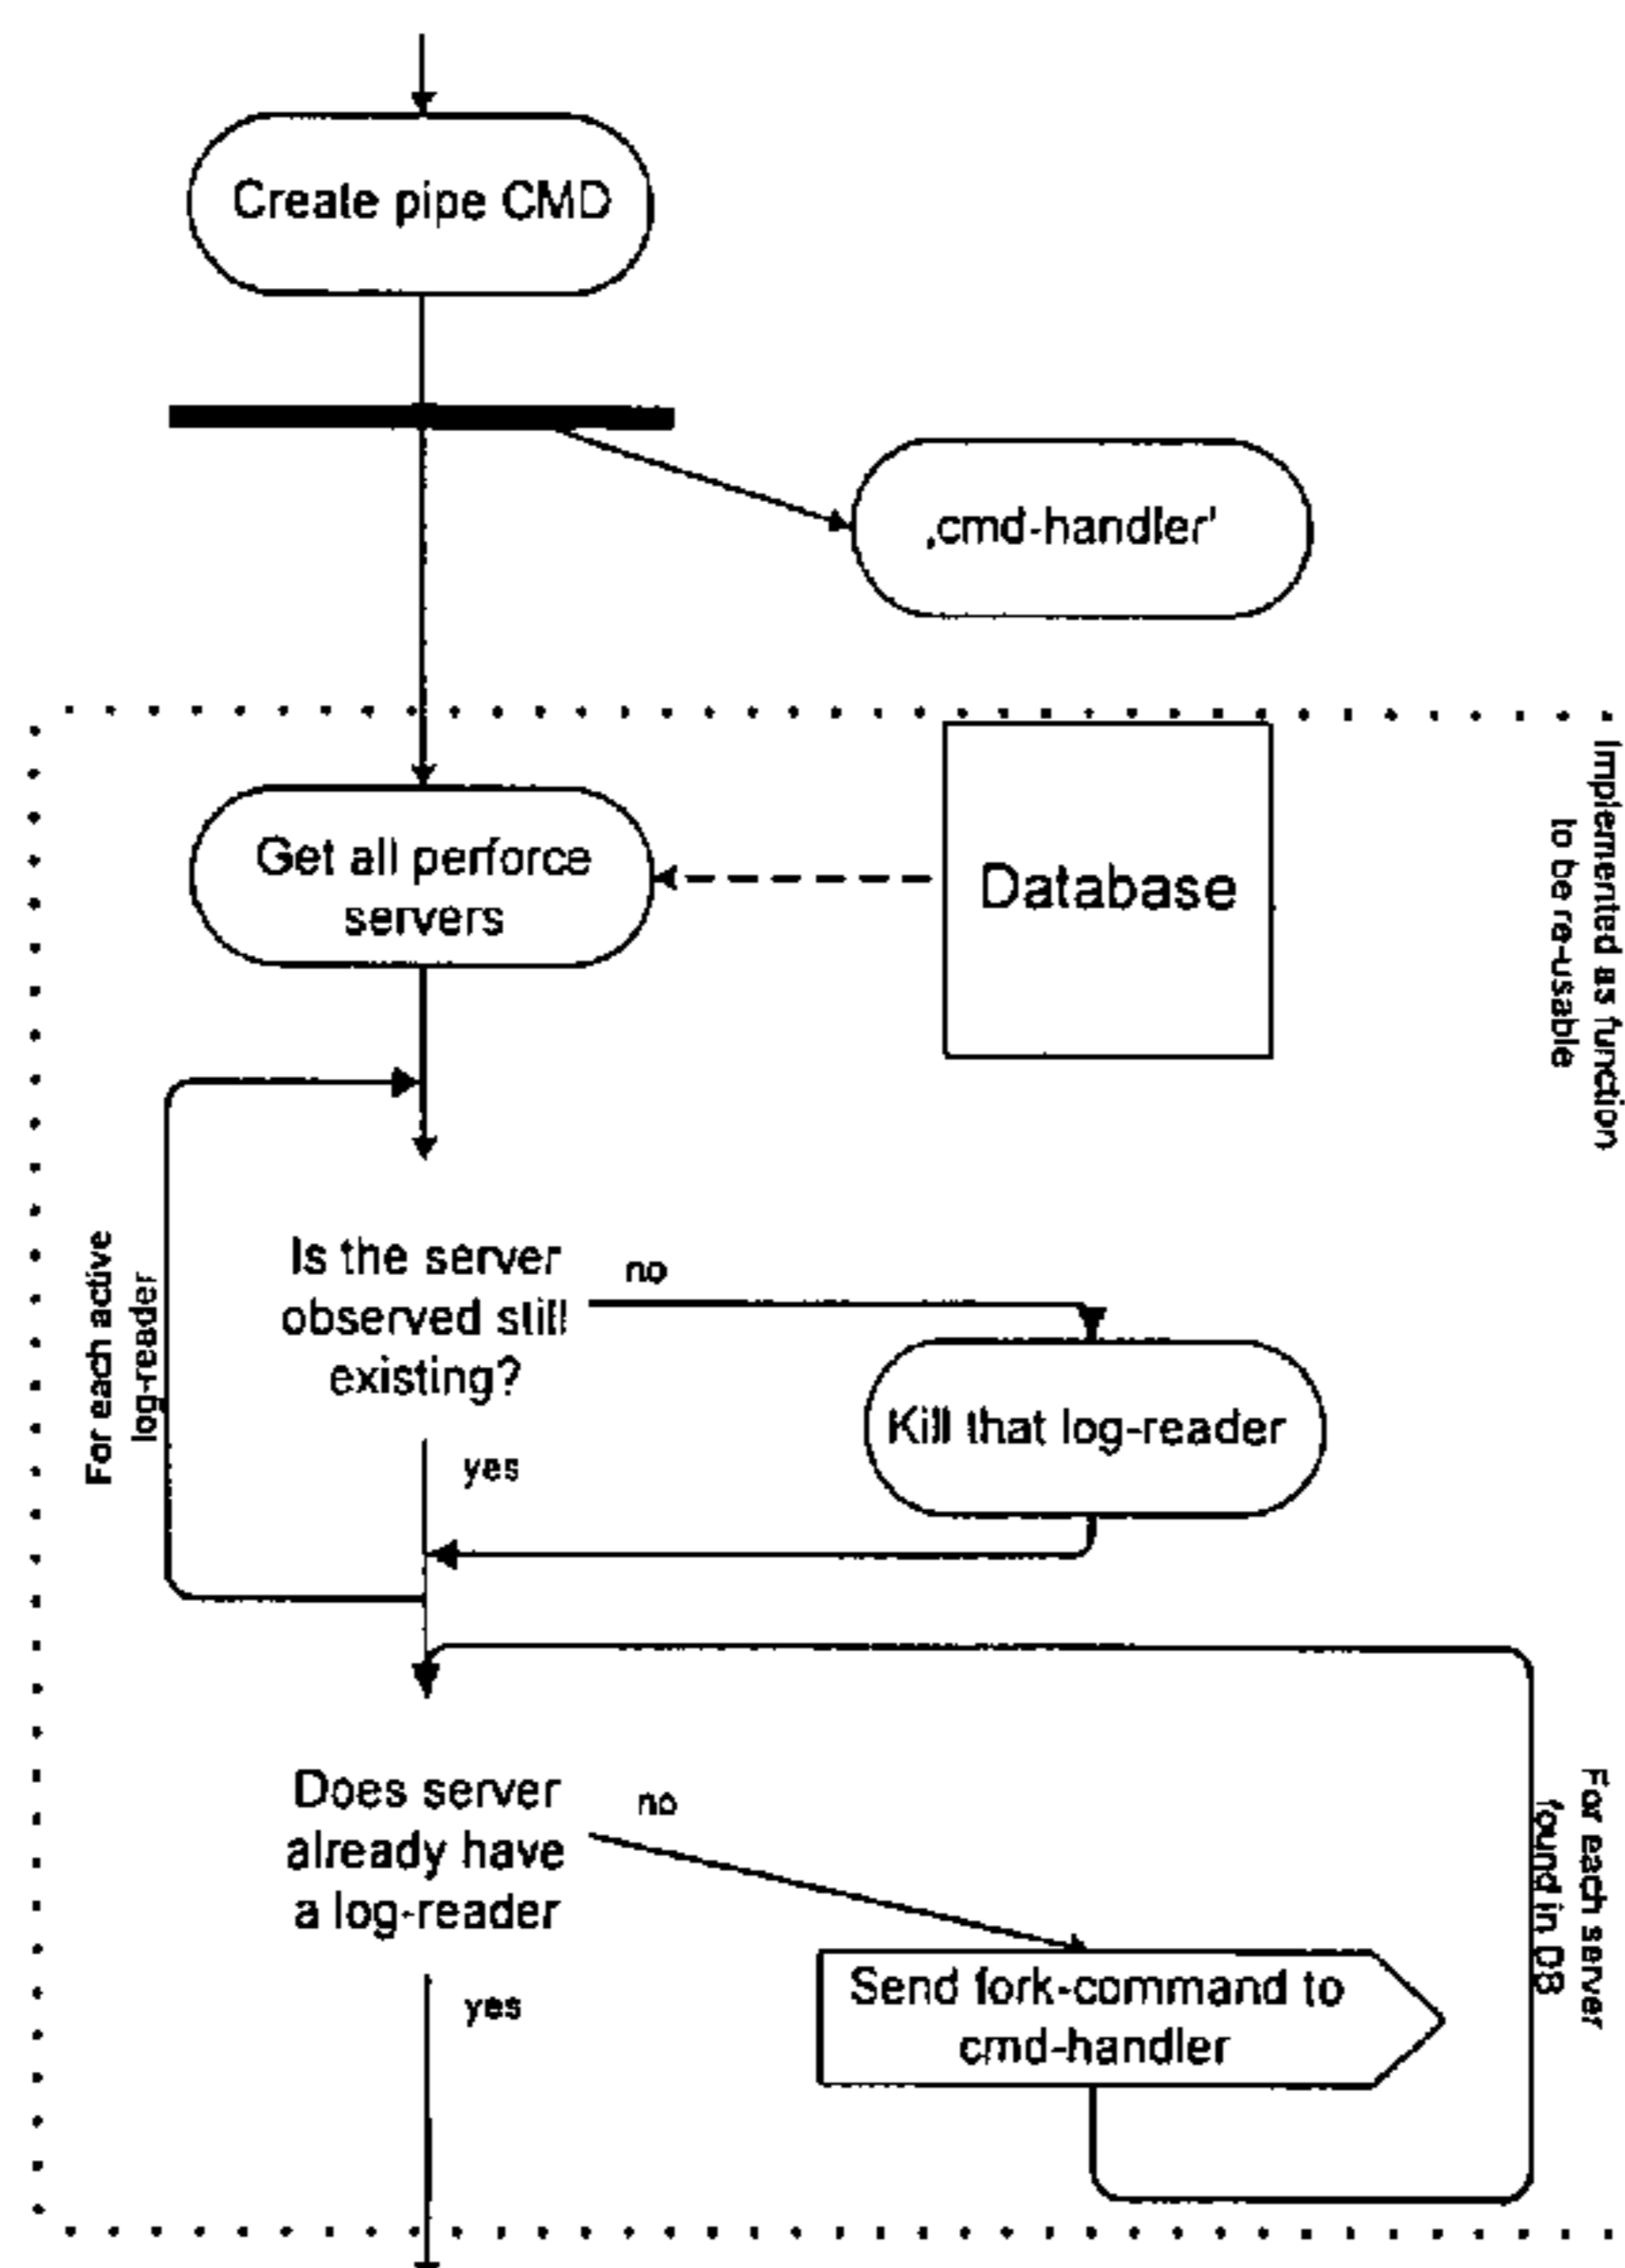 Create pipe CMD
‚cmd-handler'
Implemented as function
to be re-usable
Get all perforce
servers
Database
For each active
log-reader
Is the server
observed still
existing?
no
Kill that log-reader
yes
Does server
already have
a log-reader
no
For each server
found in DB
Send fork-command to
cmd-handler
yes